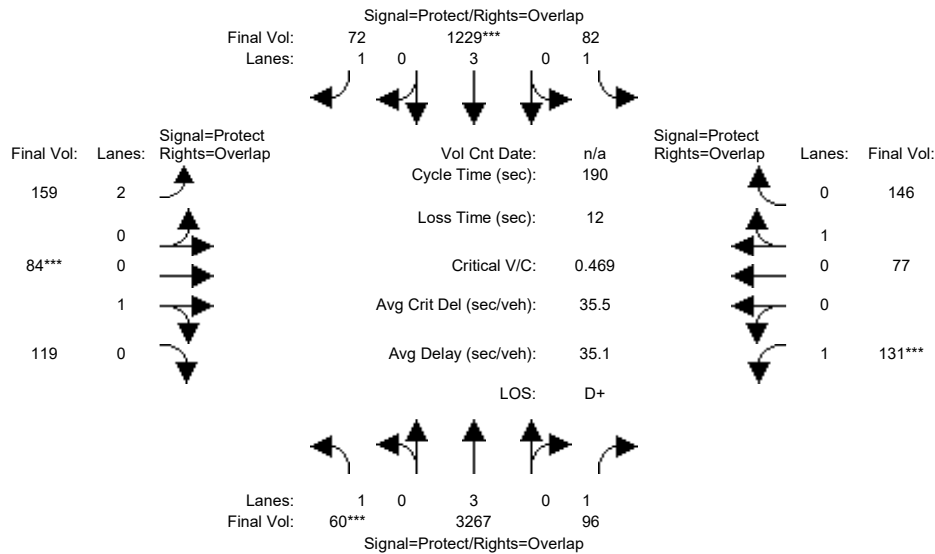 Signal=Protect/Rights=Overlap
Final Vol: 72 1229*** 82
Lanes: 1 0 3 0 1
Signal=Protect Signal=Protect
Final Vol: Lanes: Rights=Overlap Vol Cnt Date: n/a Rights=Overlap Lanes: Final Vol:
Cycle Time (sec): 190
159 2 0 146
Loss Time (sec): 12
0 1
84*** 0 Critical V/C: 0.469 0 77
1 Avg Crit Del (sec/veh): 35.5 0
119 0 Avg Delay (sec/veh): 35.1 1 131***
LOS: D+
Lanes: 1 0 3 0 1
Final Vol: 60*** 3267 96
Signal=Protect/Rights=Overlap